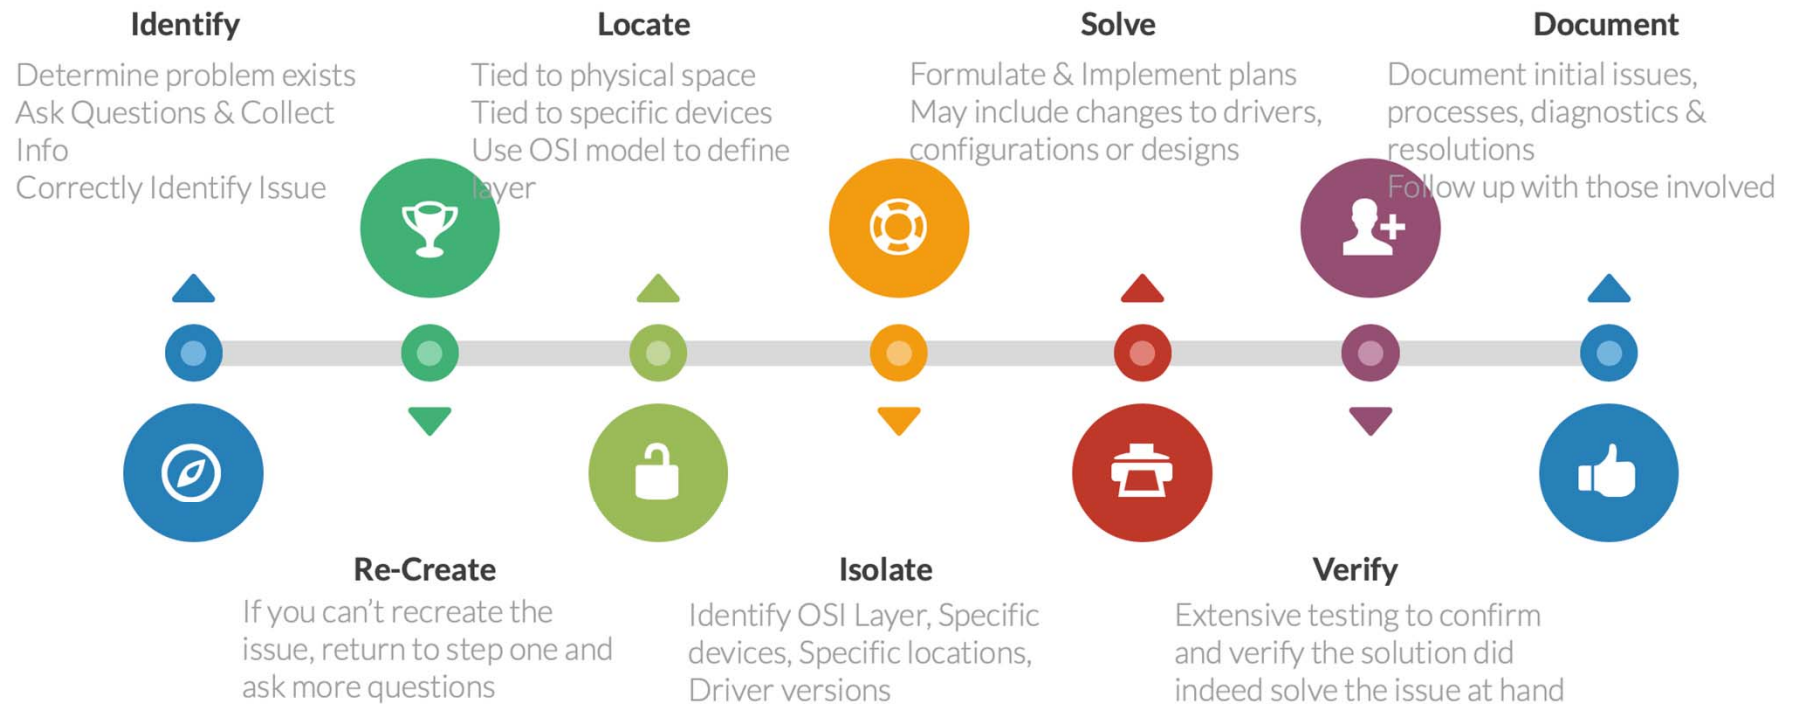 Identify
Determine problem exists
Ask Questions & Collect
Info
Correctly Identify Issue
Locate
Tied to physical space
Tied to specific devices
Use OSI model to define
layer
Solve
Formulate & Implement plans
May include changes to drivers,
configurations or designs
Document
Document initial issues,
processes, diagnostics &
resolutions
Follow up with those involved
Re-Create
If you can’t recreate the
issue, return to step one and
ask more questions
Isolate
Identify OSI Layer, Specific
devices, Specific locations,
Driver versions
Verify
Extensive testing to confirm
and verify the solution did
indeed solve the issue at hand